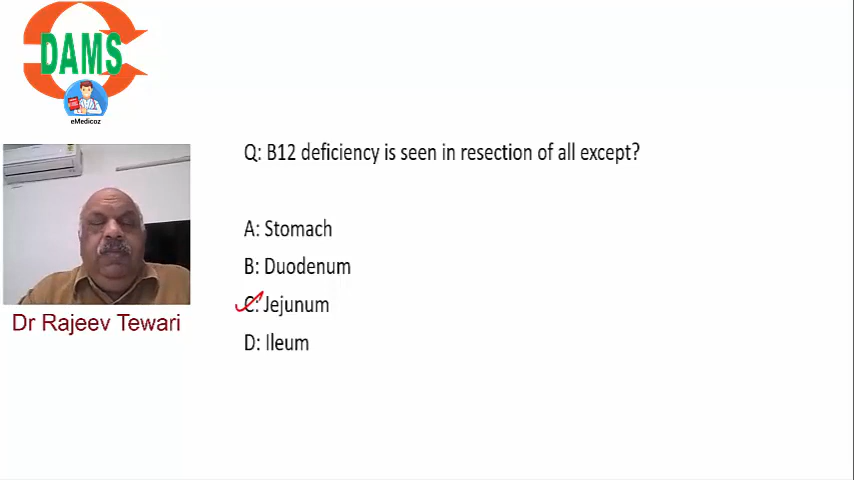 DAMS
eMedicoz
Q: B12 deficiency is seen in resection of all except?
A: Stomach
B: Duodenum
C: Jejunum
D: Ileum
Dr Rajeev Tewari